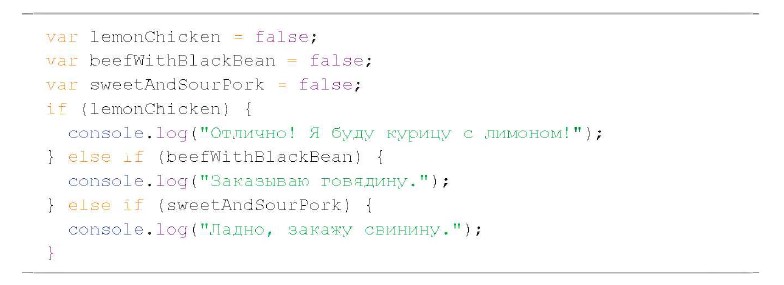 var lemonChicken = false;
var beefWithBlackBean = false;
var sweetAndSourPork = false;
if (lemonChicken) {
console.log("Отлично! Я буду курицу с лимоном!");
} else if (beefWithBlackBean) {
console.log("Заказываю говядину.");
} else if (sweetAndSourPork) {
console.log("Ладно, закажу свинину.");
}